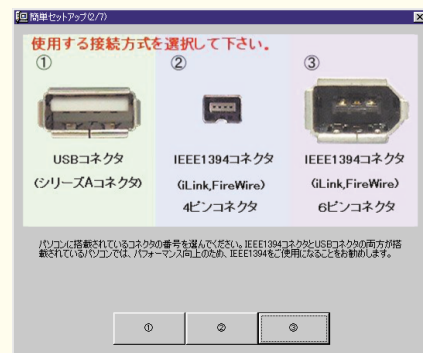 簡単セットアップ(2/7)
使用する接続方式を選択して下さい。
① ② ③
USBコネクタ IEEE1394コネクタ IEEE1394コネクタ
(シリーズAコネクタ) (iLink,FireWire) (iLink,FireWire)
4ピンコネクタ 6ピンコネクタ
パソコンに搭載されているコネクタの番号を選んでください。IEEE1394コネクタとUSBコネクタの両方が搭
載されているパソコンでは、パフォーマンス向上のため、IEEE1394をご使用になることをお勧めします。
① ② ③